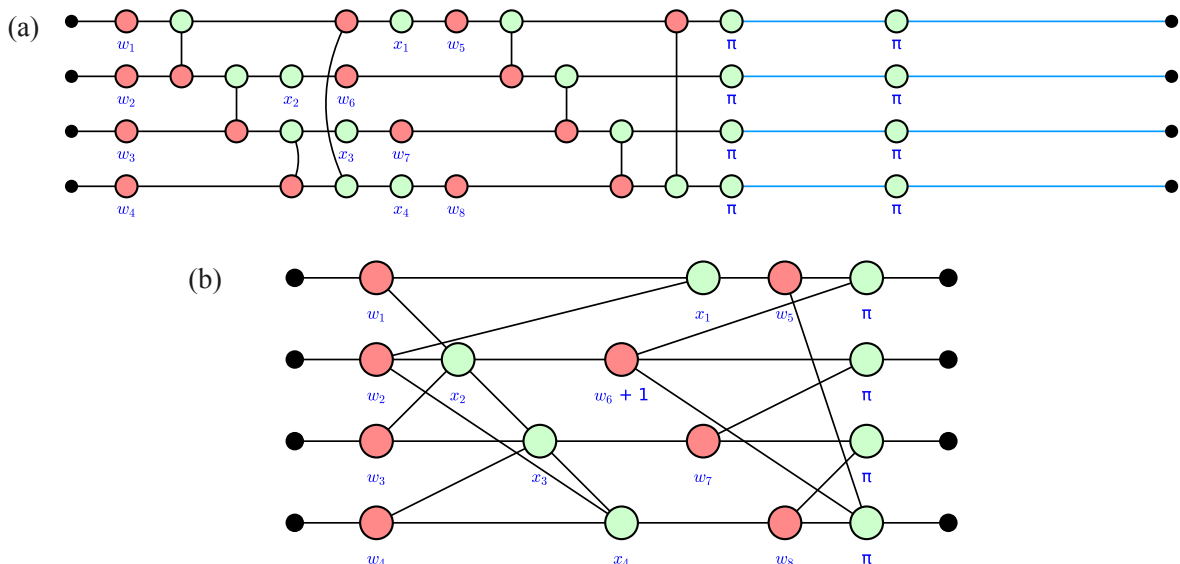 (a)
w₁ x₁ w₅ π π
w₂ x₂ w₆ π π
w₃ x₃ w₇ π π
w₄ x₄ w₈ π π
(b)
w₁ x₁ w₅ π
w₂ x₂ w₆ + 1 π
w₃ x₃ w₇ π
w₄ x₄ w₈ π